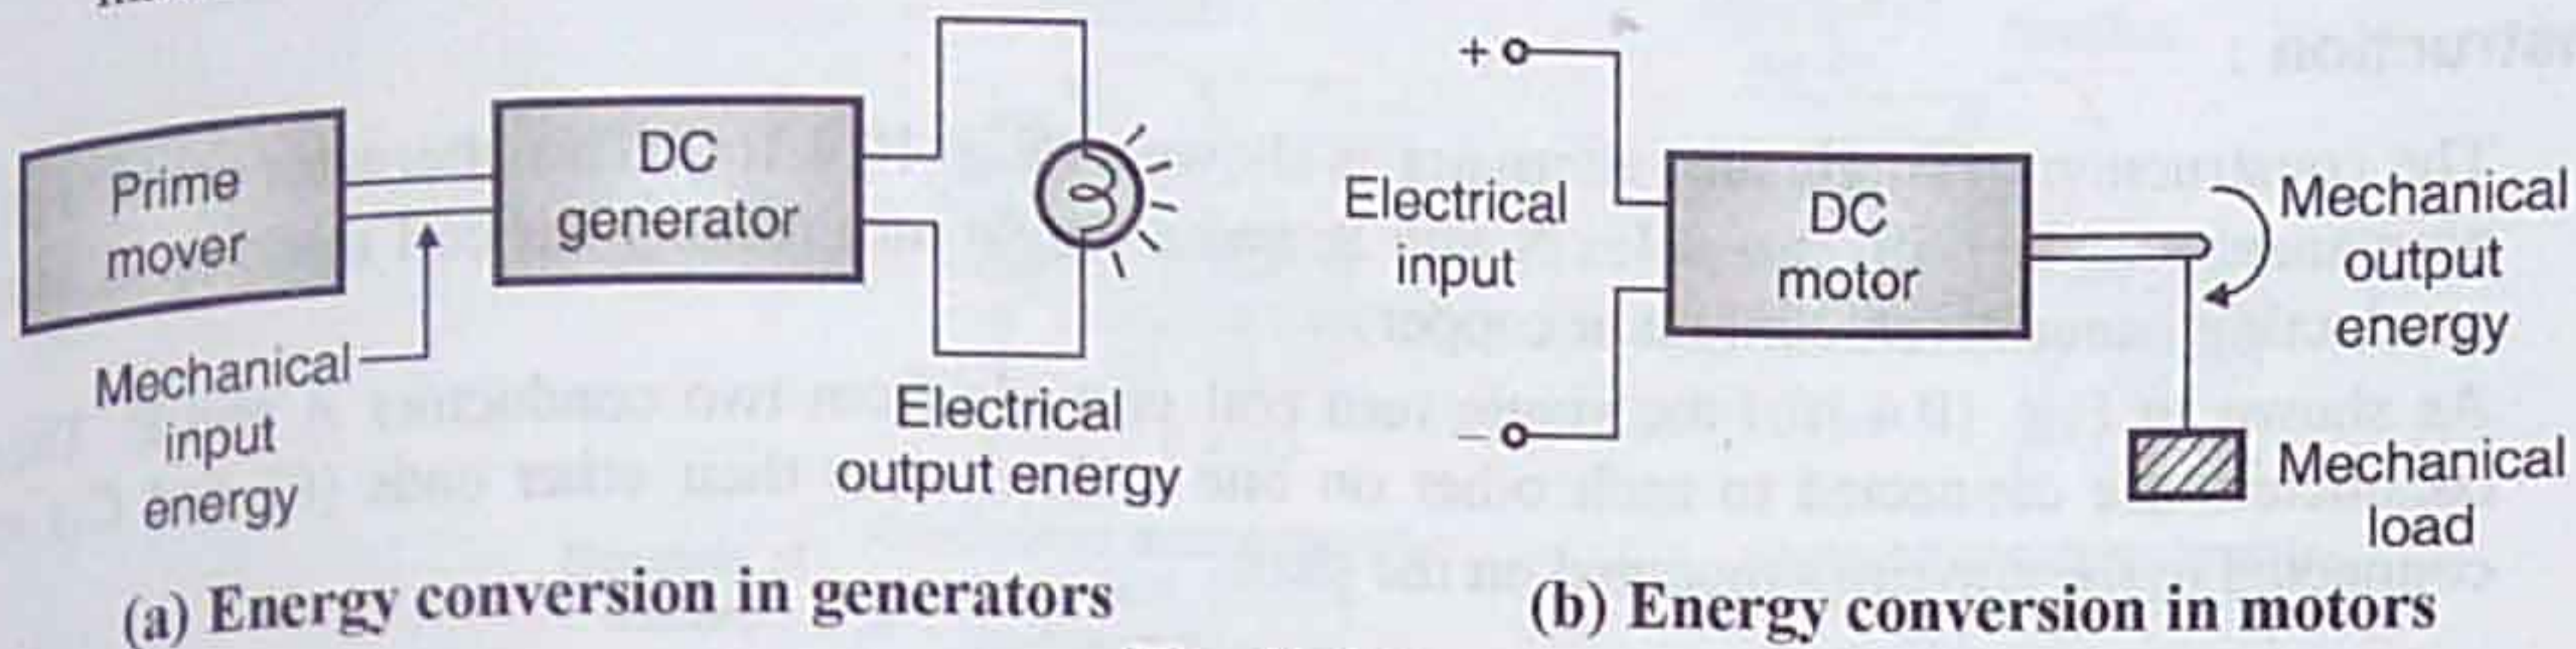 Prime
mover
Mechanical
input
energy
DC
generator
Electrical
output energy
(a) Energy conversion in generators
+
−
Electrical
input
DC
motor
Mechanical
output
energy
Mechanical
load
(b) Energy conversion in motors